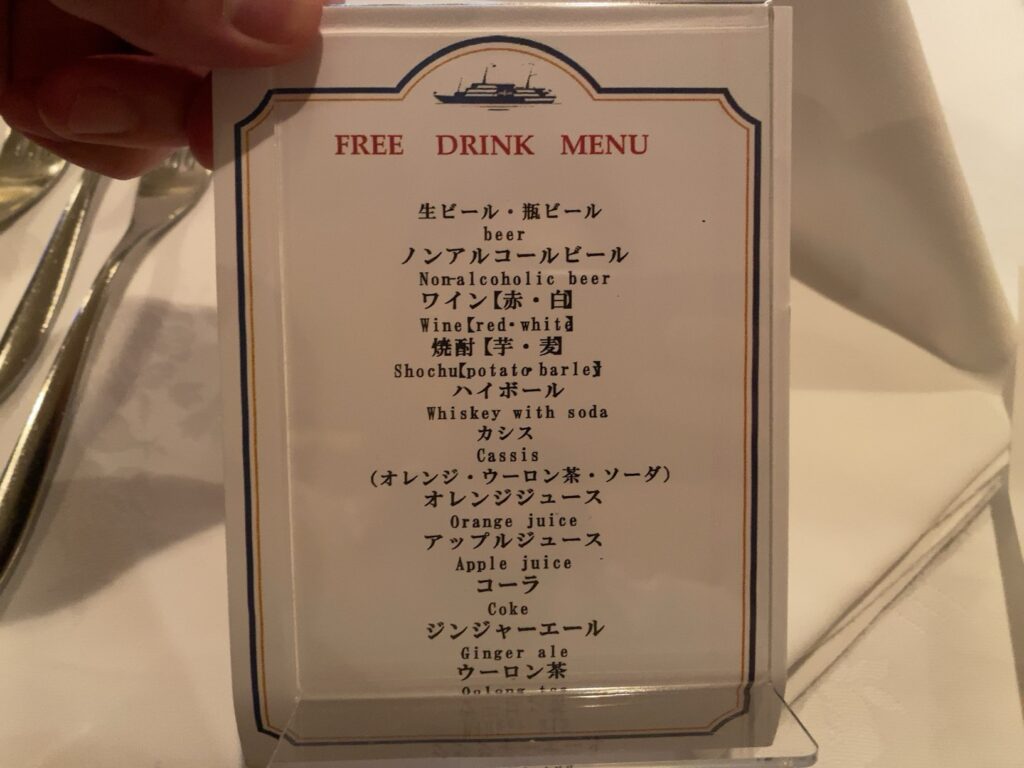 FREE DRINK MENU
生ビール・瓶ビール
beer
ノンアルコールビール
Non-alcoholic beer
ワイン【赤・白】
Wine【red・white】
焼酎【芋・麦】
Shochu【potato・barley】
ハイボール
Whiskey with soda
カシス
Cassis
（オレンジ・ウーロン茶・ソーダ）
オレンジジュース
Orange juice
アップルジュース
Apple juice
コーラ
Coke
ジンジャーエール
Ginger ale
ウーロン茶
Oolong tea